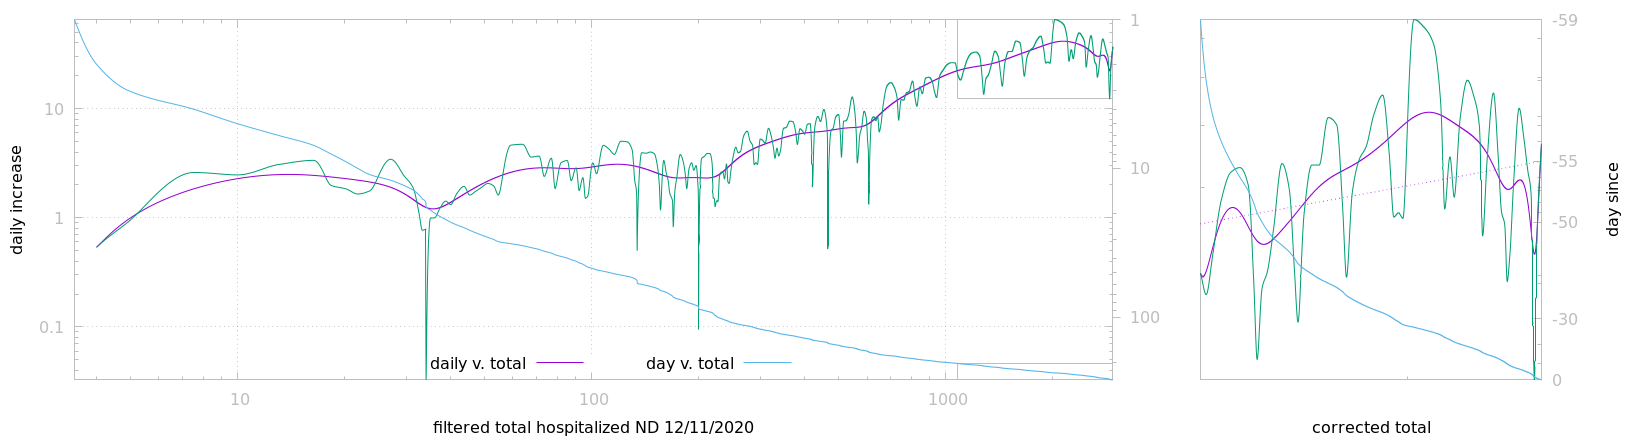 daily increase
10
1
0.1
daily v. total
day v. total
10
100
1000
filtered total hospitalized ND 12/11/2020
1
10
100
-59
-55
-50
-30
0
day since
corrected total